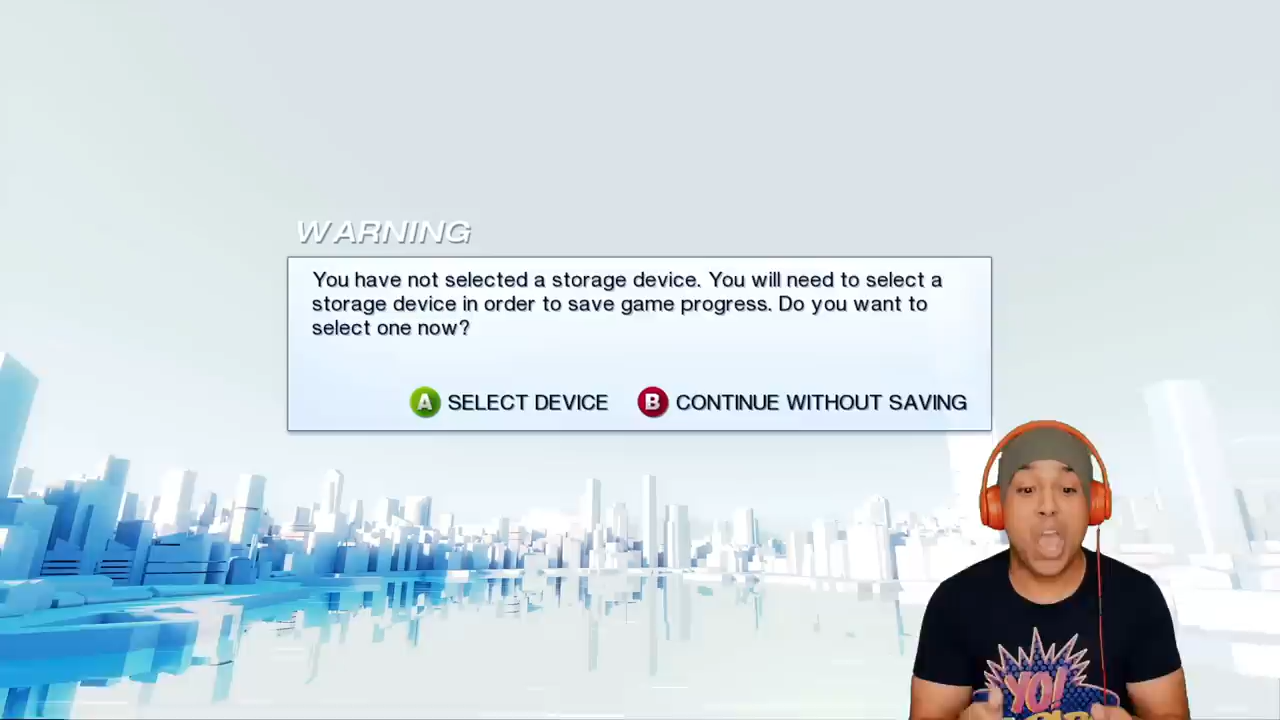 WARNING
You have not selected a storage device. You will need to select a
storage device in order to save game progress. Do you want to
select one now?
A SELECT DEVICE B CONTINUE WITHOUT SAVING
YO!